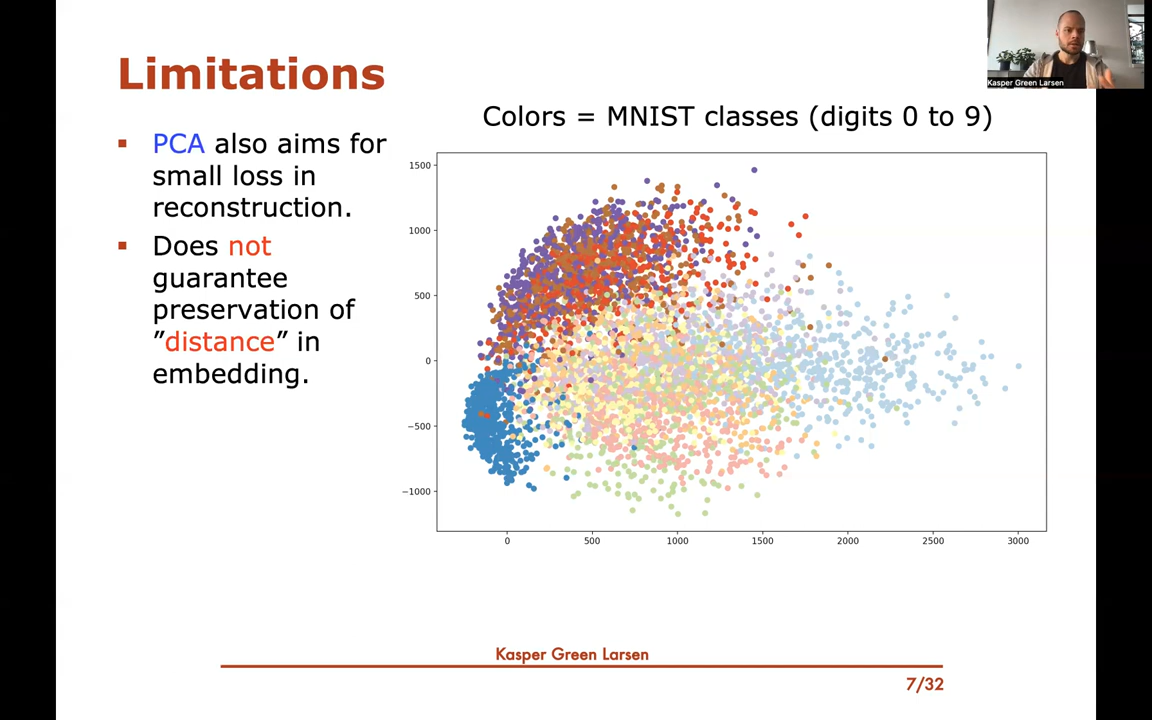 Limitations
Kasper Green Larsen
Colors = MNIST classes (digits 0 to 9)
▪ PCA also aims for
small loss in
reconstruction.
▪ Does not
guarantee
preservation of
”distance” in
embedding.
1500
1000
500
0
−500
−1000
0 500 1000 1500 2000 2500 3000
Kasper Green Larsen
7/32